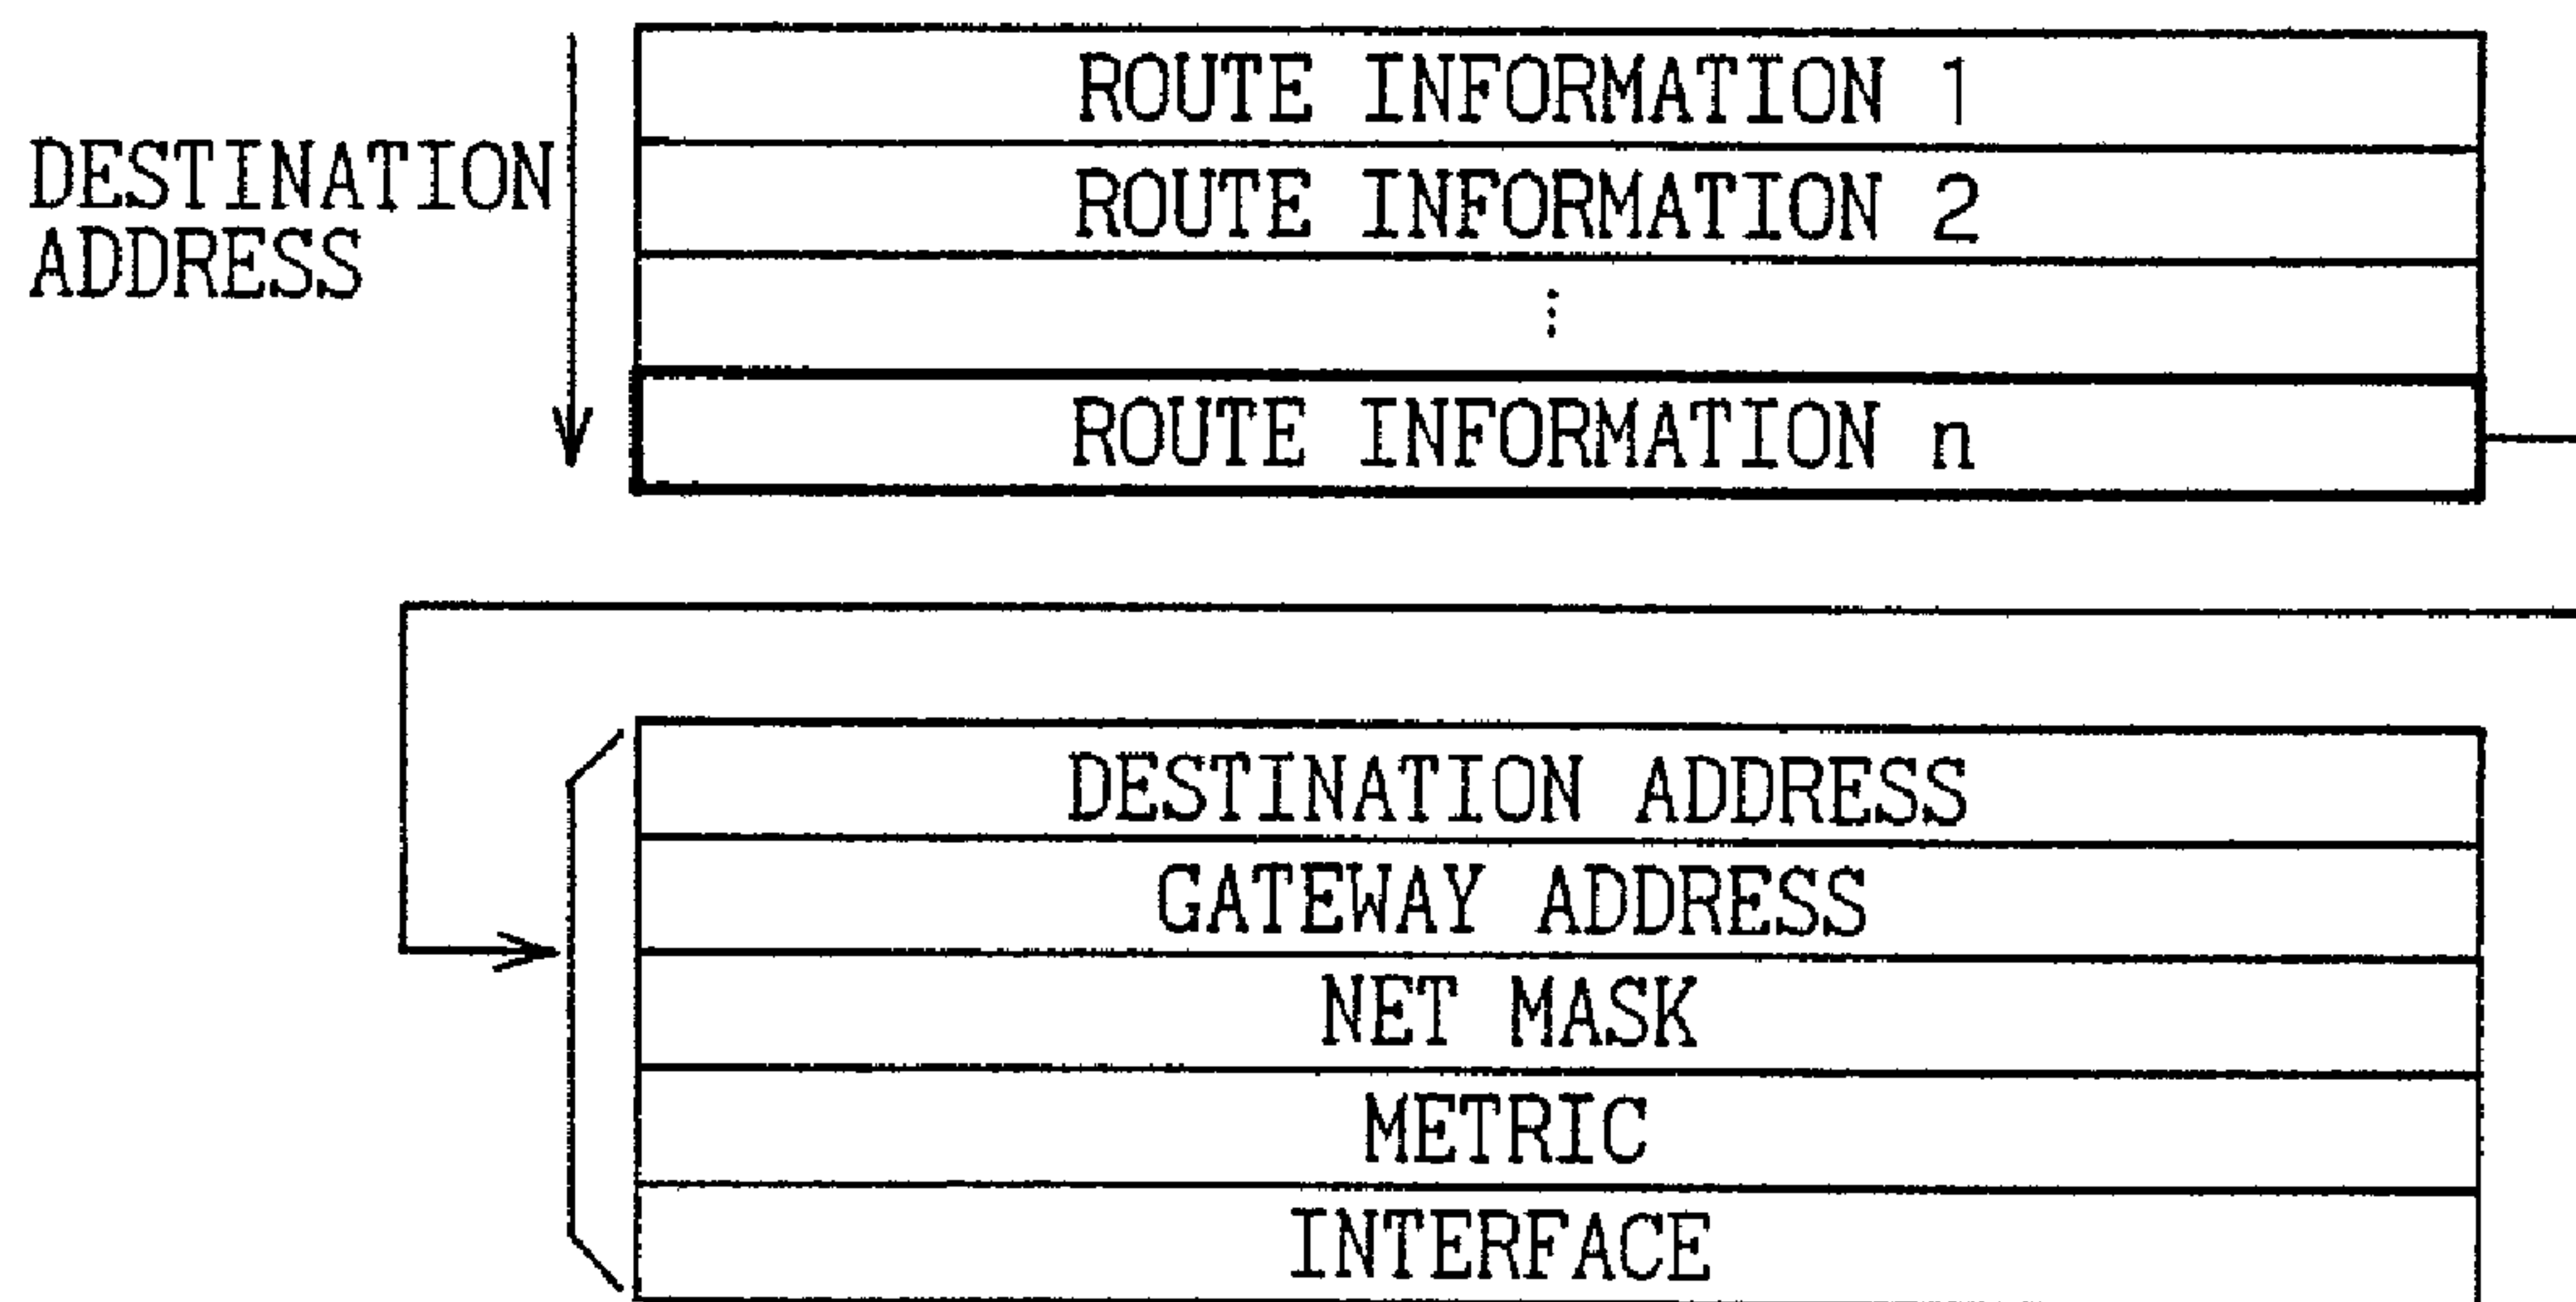 ROUTE INFORMATION 1
DESTINATION
ADDRESS
ROUTE INFORMATION 2
⋮
ROUTE INFORMATION n
DESTINATION ADDRESS
GATEWAY ADDRESS
NET MASK
METRIC
INTERFACE